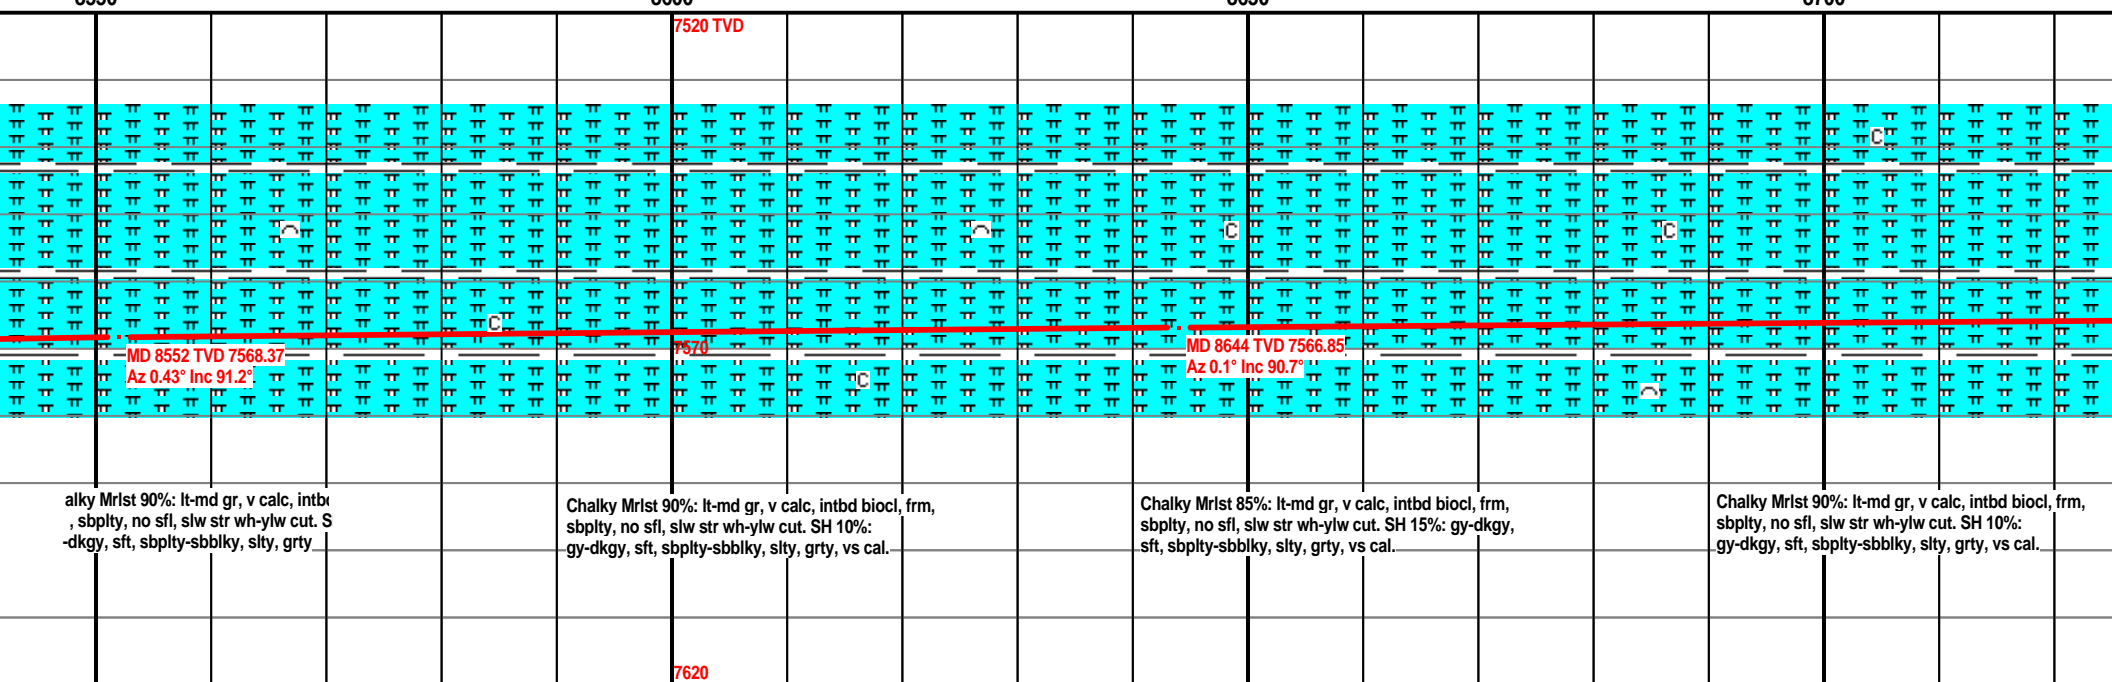 8550 8600 8650 8700
7520 TVD
C
C C
C
7570
MD 8552 TVD 7568.37
Az 0.43° Inc 91.2°
MD 8644 TVD 7566.85
Az 0.1° Inc 90.7°
C
alky Mrlst 90%: lt-md gr, v calc, intbd
, sbplty, no sfl, slw str wh-ylw cut. S
-dkgy, sft, sbplty-sbblky, slty, grty
Chalky Mrlst 90%: lt-md gr, v calc, intbd biocl, frm,
sbplty, no sfl, slw str wh-ylw cut. SH 10%:
gy-dkgy, sft, sbplty-sbblky, slty, grty, vs cal.
Chalky Mrlst 85%: lt-md gr, v calc, intbd biocl, frm,
sbplty, no sfl, slw str wh-ylw cut. SH 15%: gy-dkgy,
sft, sbplty-sbblky, slty, grty, vs cal.
Chalky Mrlst 90%: lt-md gr, v calc, intbd biocl, frm,
sbplty, no sfl, slw str wh-ylw cut. SH 10%:
gy-dkgy, sft, sbplty-sbblky, slty, grty, vs cal.
7620